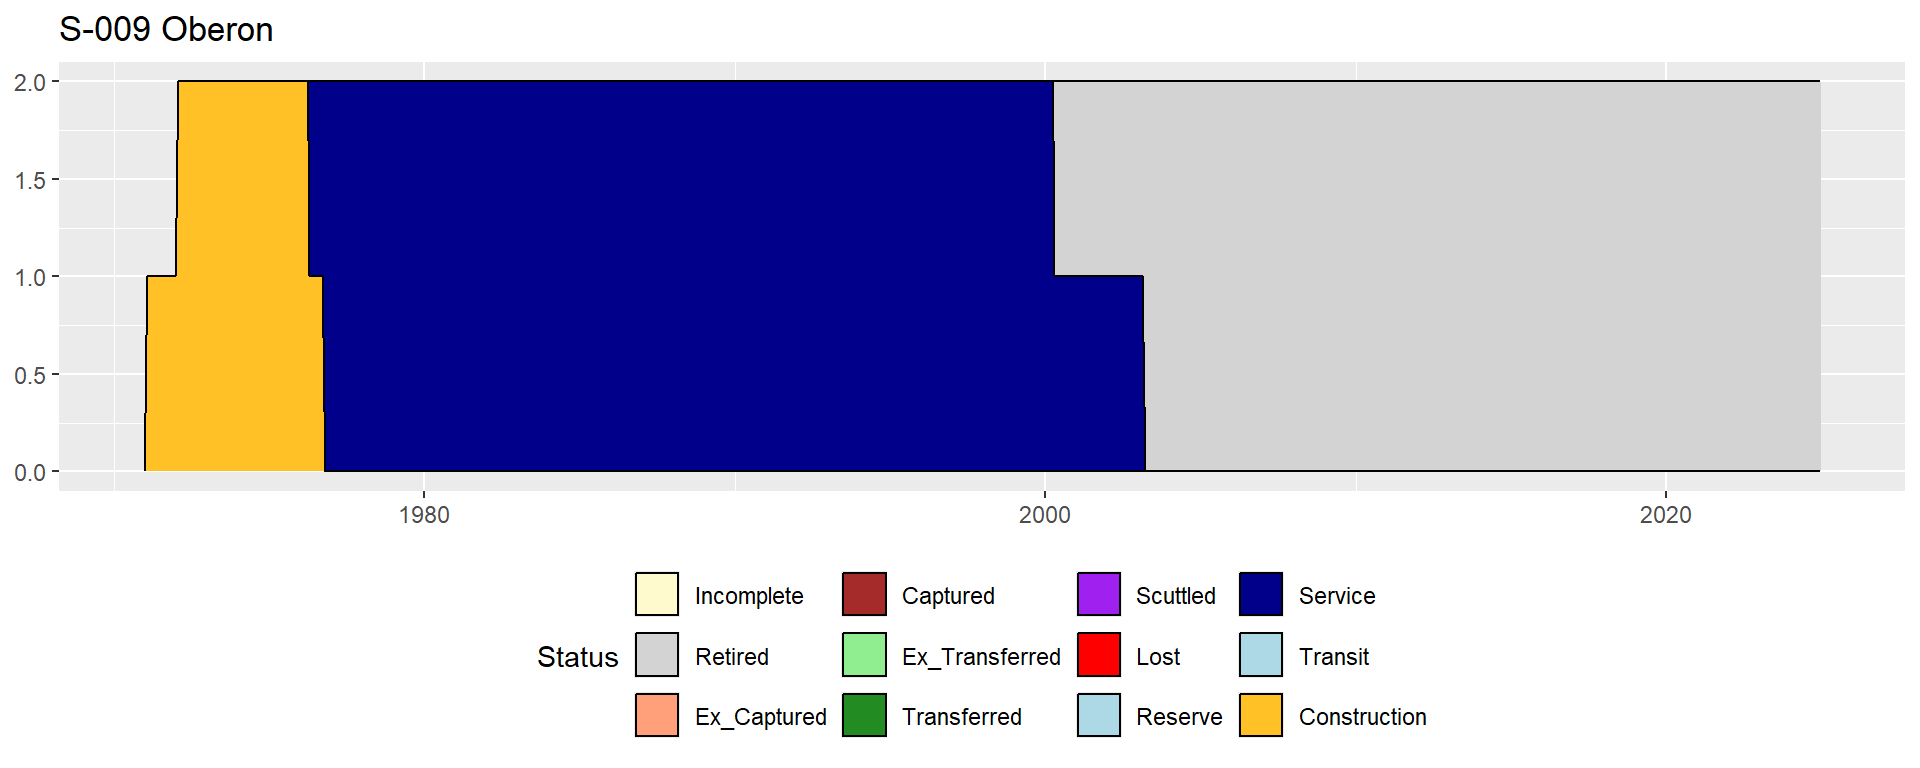 S-009 Oberon
2.0
1.5
1.0
0.5
0.0
1980 2000 2020
Incomplete Captured Scuttled Service
Status Retired Ex_Transferred Lost Transit
Ex_Captured Transferred Reserve Construction